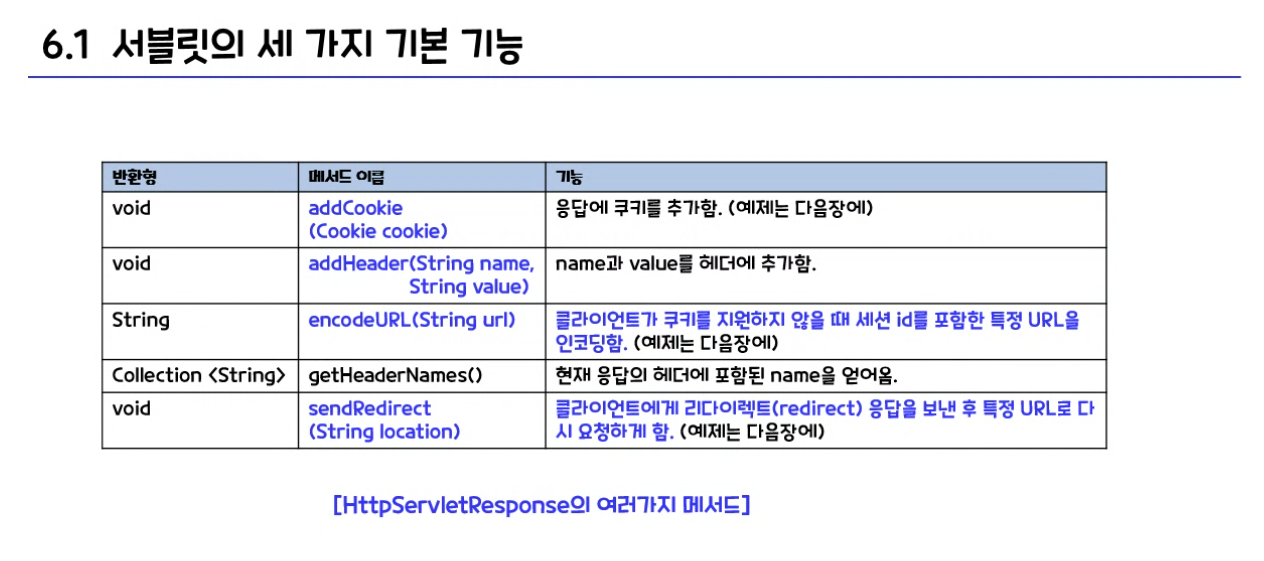 6.1 서블릿의 세 가지 기본 기능
반환형 메서드 이름 기능
void addCookie 응답에 쿠키를 추가함. (예제는 다음장에)
(Cookie cookie)
void addHeader(String name, name과 value를 헤더에 추가함.
String value)
String encodeURL(String url) 클라이언트가 쿠키를 지원하지 않을 때 세션 id를 포함한 특정 URL을
인코딩함. (예제는 다음장에)
Collection <String> getHeaderNames() 현재 응답의 헤더에 포함된 name을 얻어옴.
void sendRedirect 클라이언트에게 리다이렉트(redirect) 응답을 보낸 후 특정 URL로 다
(String location) 시 요청하게 함. (예제는 다음장에)
[HttpServletResponse의 여러가지 메서드]